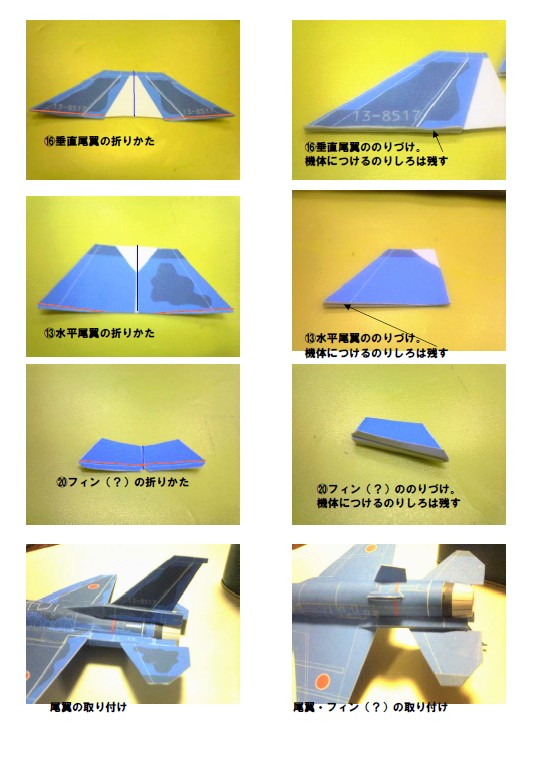 13-8517
13-8517
⑯垂直尾翼の折りかた
13-8517
⑯垂直尾翼ののりづけ。
機体につけるのりしろは残す
⑬水平尾翼の折りかた
⑬水平尾翼ののりづけ。
機体につけるのりしろは残す
⑳フィン（？）の折りかた
⑳フィン（？）ののりづけ。
機体につけるのりしろは残す
13-8517
尾翼の取り付け
尾翼・フィン（？）の取り付け